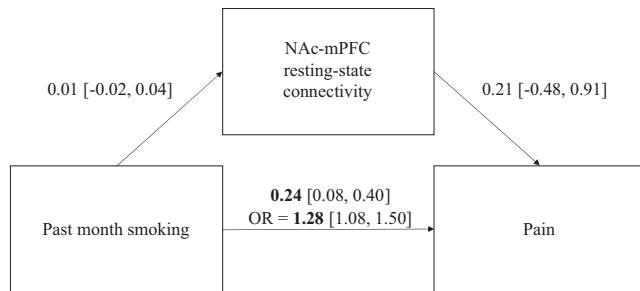 NAc-mPFC
resting-state
connectivity
0.01 [-0.02, 0.04]
0.21 [-0.48, 0.91]
0.24 [0.08, 0.40]
OR = 1.28 [1.08, 1.50]
Past month smoking
Pain